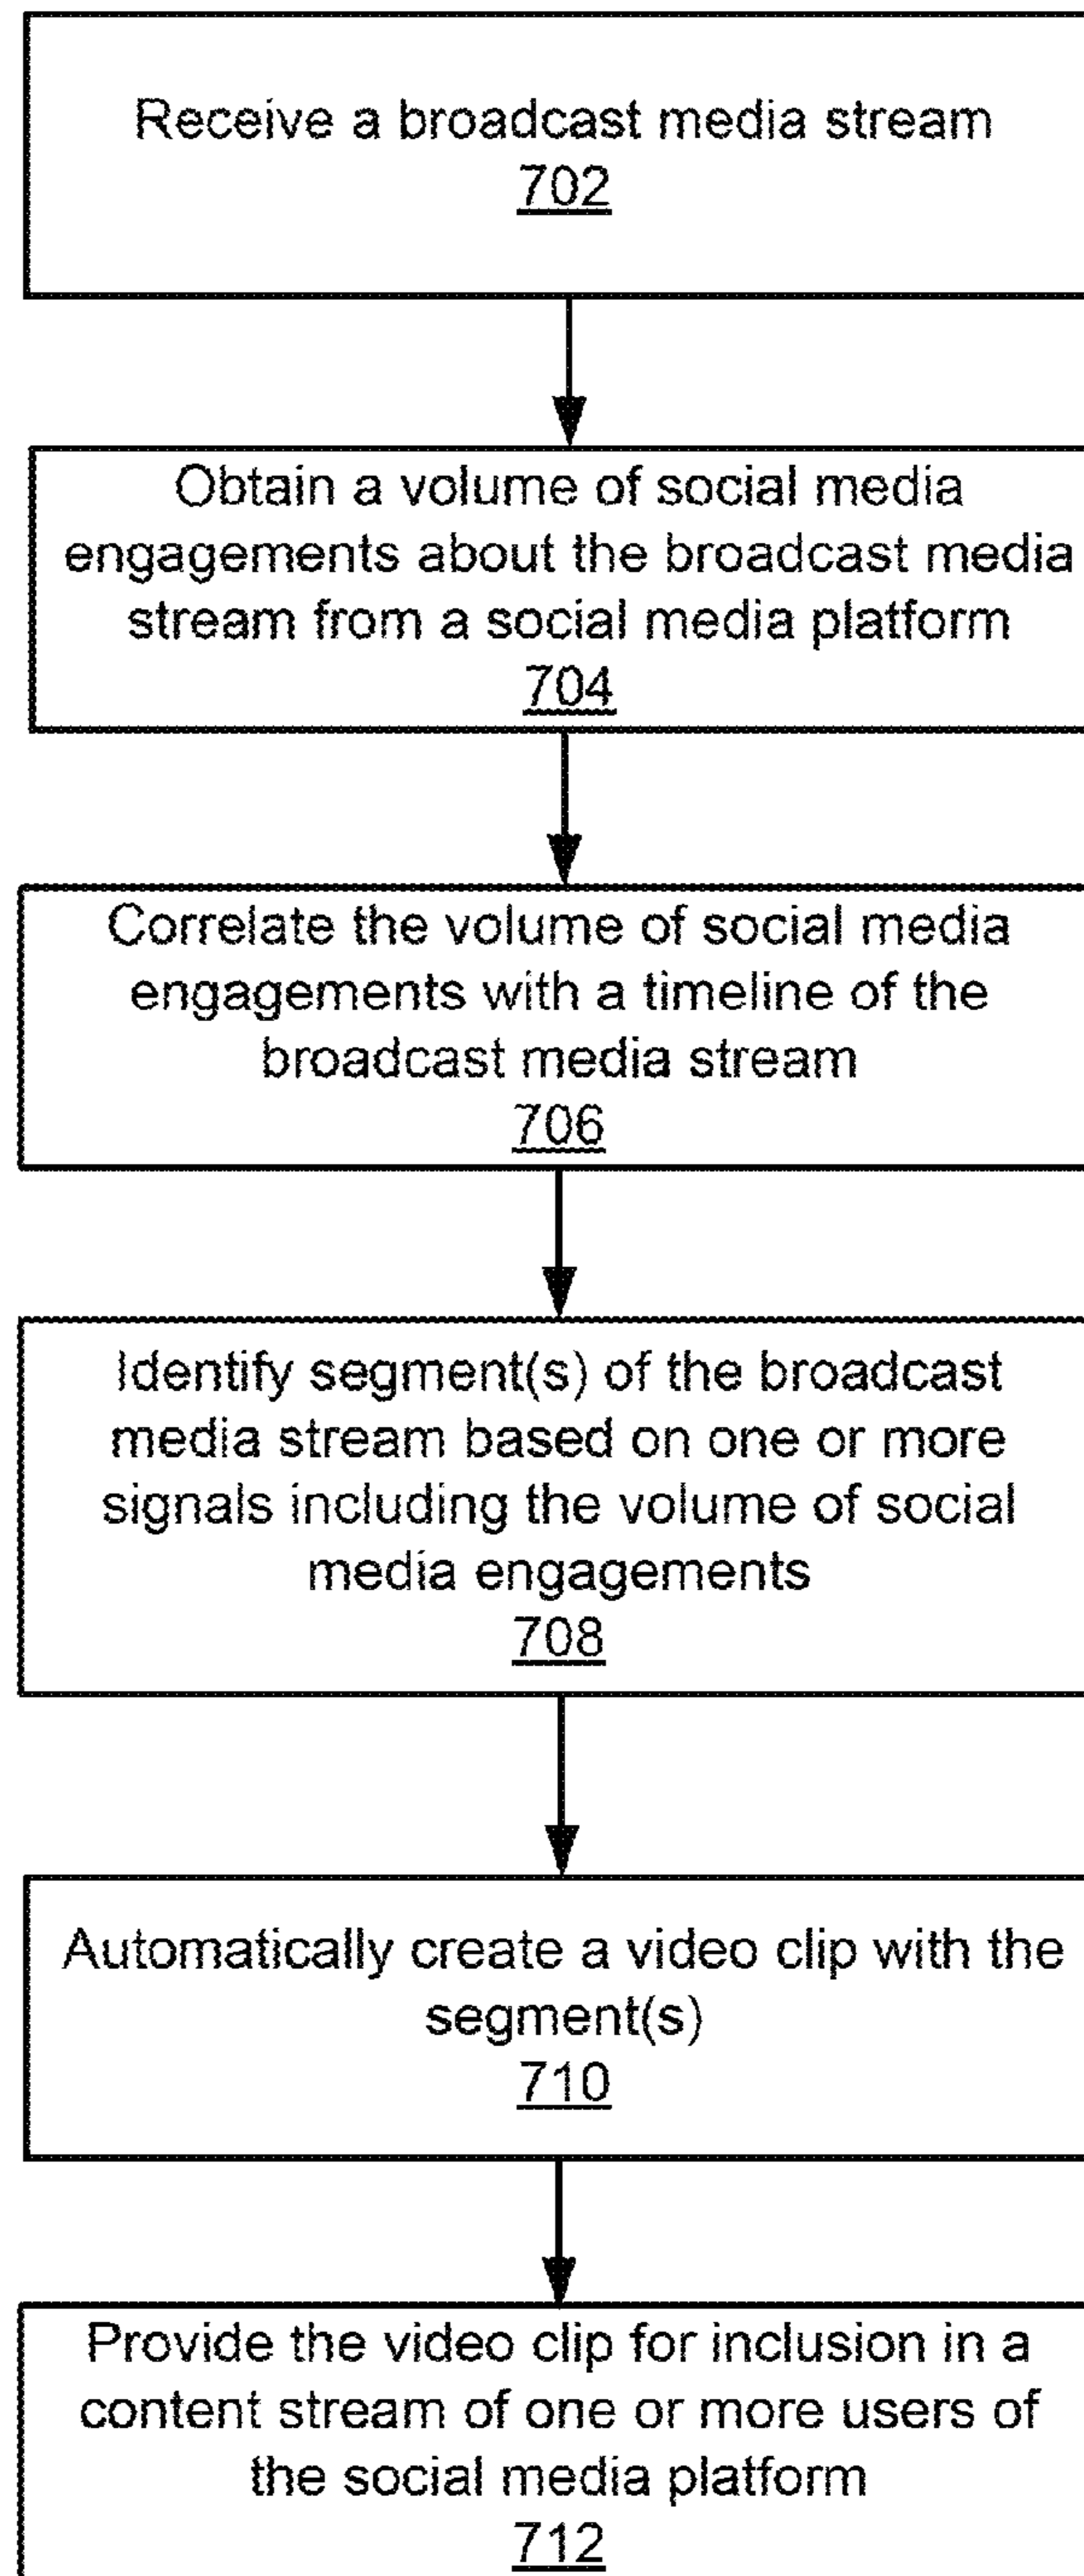 Receive a broadcast media stream
702
Obtain a volume of social media
engagements about the broadcast media
stream from a social media platform
704
Correlate the volume of social media
engagements with a timeline of the
broadcast media stream
706
Identify segment(s) of the broadcast
media stream based on one or more
signals including the volume of social
media engagements
708
Automatically create a video clip with the
segment(s)
710
Provide the video clip for inclusion in a
content stream of one or more users of
the social media platform
712